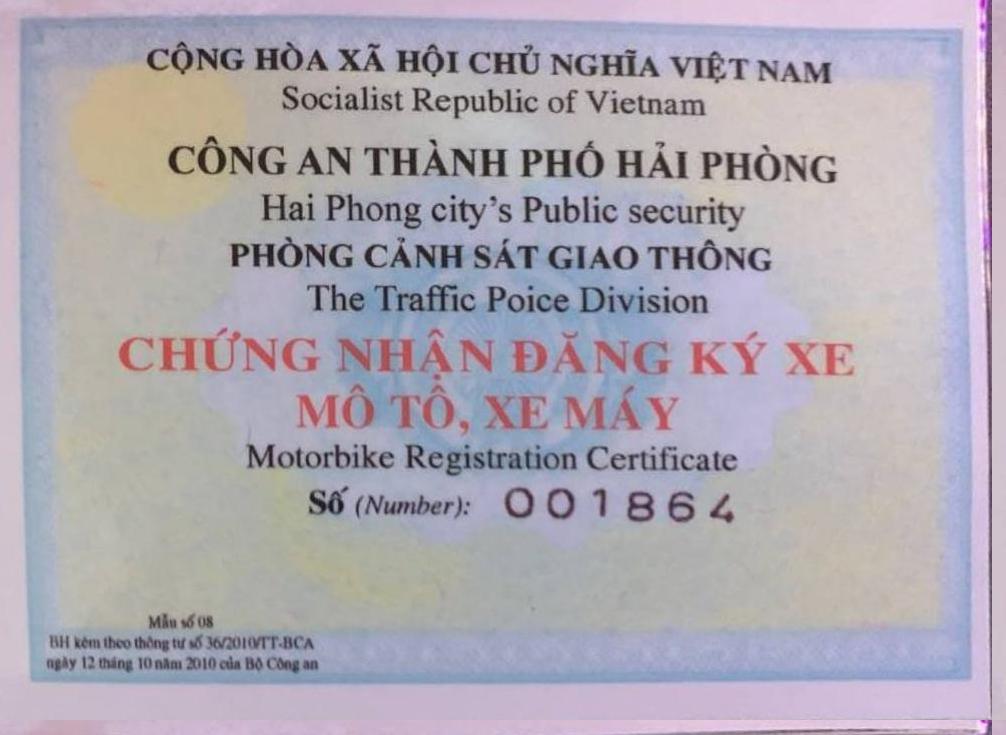 CỘNG HÒA XÃ HỘI CHỦ NGHĨA VIỆT NAM
Socialist Republic of Vietnam
CÔNG AN THÀNH PHỐ HẢI PHÒNG
Hai Phong city's Public security
PHÒNG CẢNH SÁT GIAO THÔNG
The Traffic Poice Division
CHỨNG NHẬN ĐĂNG KÝ XE
MÔ TÔ, XE MÁY
Motorbike Registration Certificate
Số (Number): 001864
Mẫu số 08
BH kèm theo thông tư số 36/2010/TT-BCA
ngày 12 tháng 10 năm 2010 của Bộ Công an